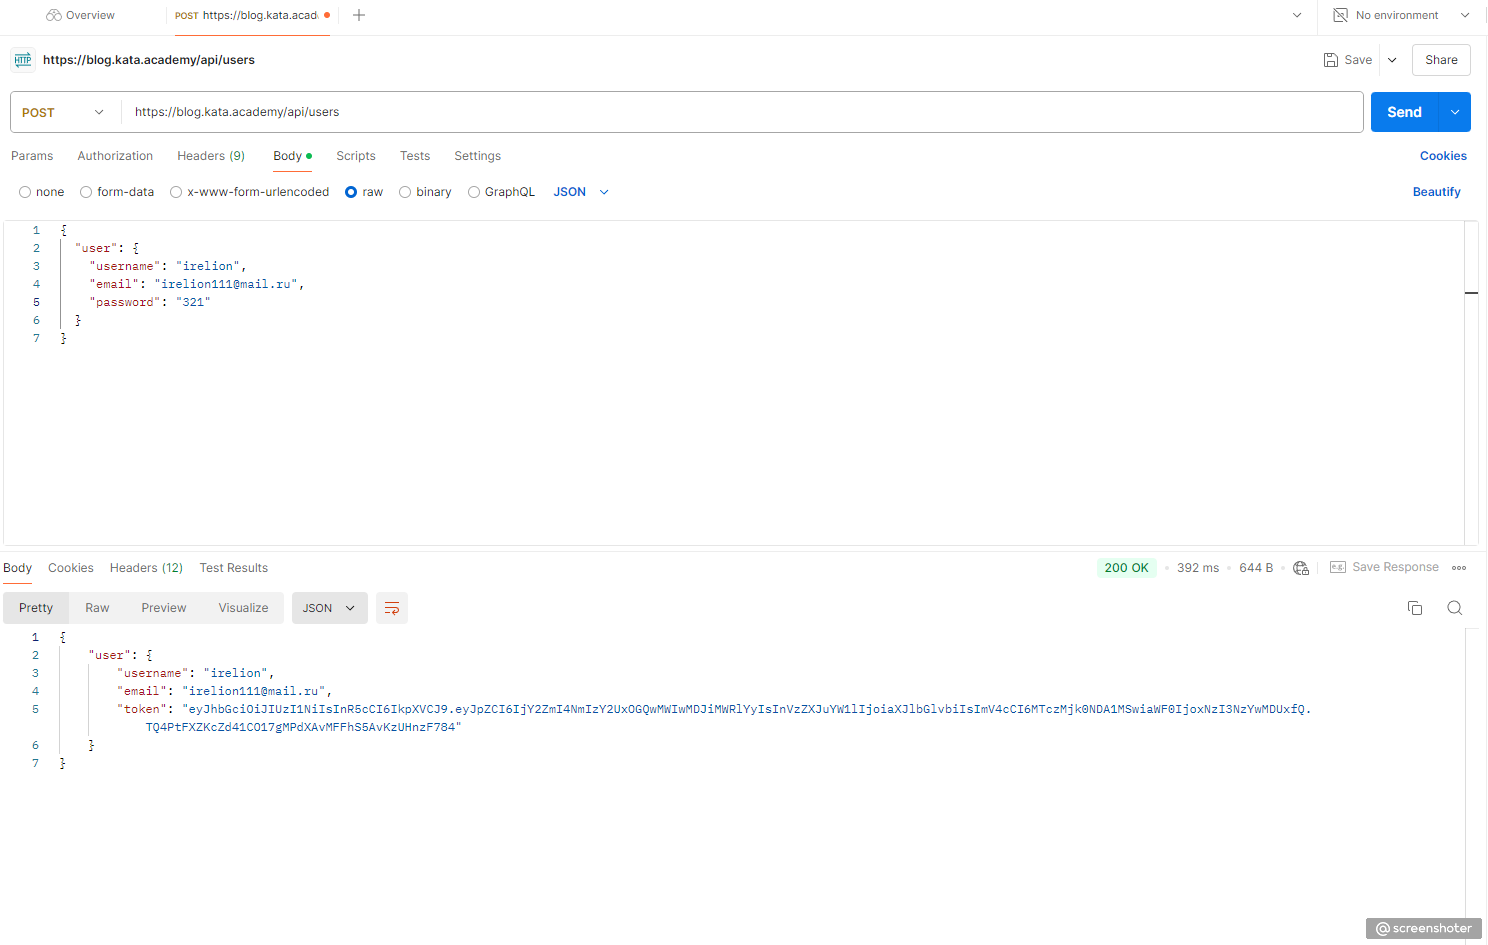 Overview
POST https://blog.kata.acad
No environment
HTTP https://blog.kata.academy/api/users
Save
Share
POST
https://blog.kata.academy/api/users
Send
Params Authorization Headers (9) Body Scripts Tests Settings
Cookies
none form-data x-www-form-urlencoded raw binary GraphQL JSON
Beautify
1 {
2 "user": {
3 "username": "irelion",
4 "email": "irelion111@mail.ru",
5 "password": "321"
6 }
7 }
Body Cookies Headers (12) Test Results
200 OK • 392 ms • 644 B
e.g. Save Response
Pretty Raw Preview Visualize JSON
1 {
2 "user": {
3 "username": "irelion",
4 "email": "irelion111@mail.ru",
5 "token": "eyJhbGciOiJIUzI1NiIsInR5cCI6IkpXVCJ9.eyJpZCI6IjY2ZmI4NmIzY2UxOGQwMWIwMDJiMWRlYyIsInVzZXJuYW1lIjoiaXJlbGlvbiIsImV4cCI6MTczMjk0NDA1MSwiaWF0IjoxNzI3NzYwMDUxfQ.
TQ4PtFXZKcZd41CO17gMPdXAvMFFhS5AvKzUHnzF784"
6 }
7 }
@screenshoter